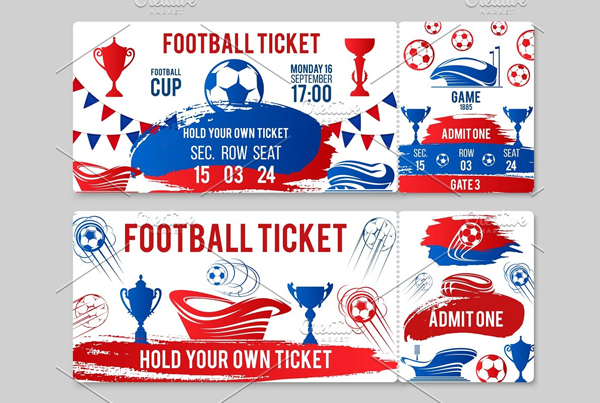 FOOTBALL TICKET
FOOTBALL
CUP
MONDAY 16
SEPTEMBER
17:00
HOLD YOUR OWN TICKET
SEC. ROW SEAT
15 03 24
GAME
1885
ADMIT ONE
SEC. ROW SEAT
15 03 24
GATE 3
FOOTBALL TICKET
HOLD YOUR OWN TICKET
ADMIT ONE